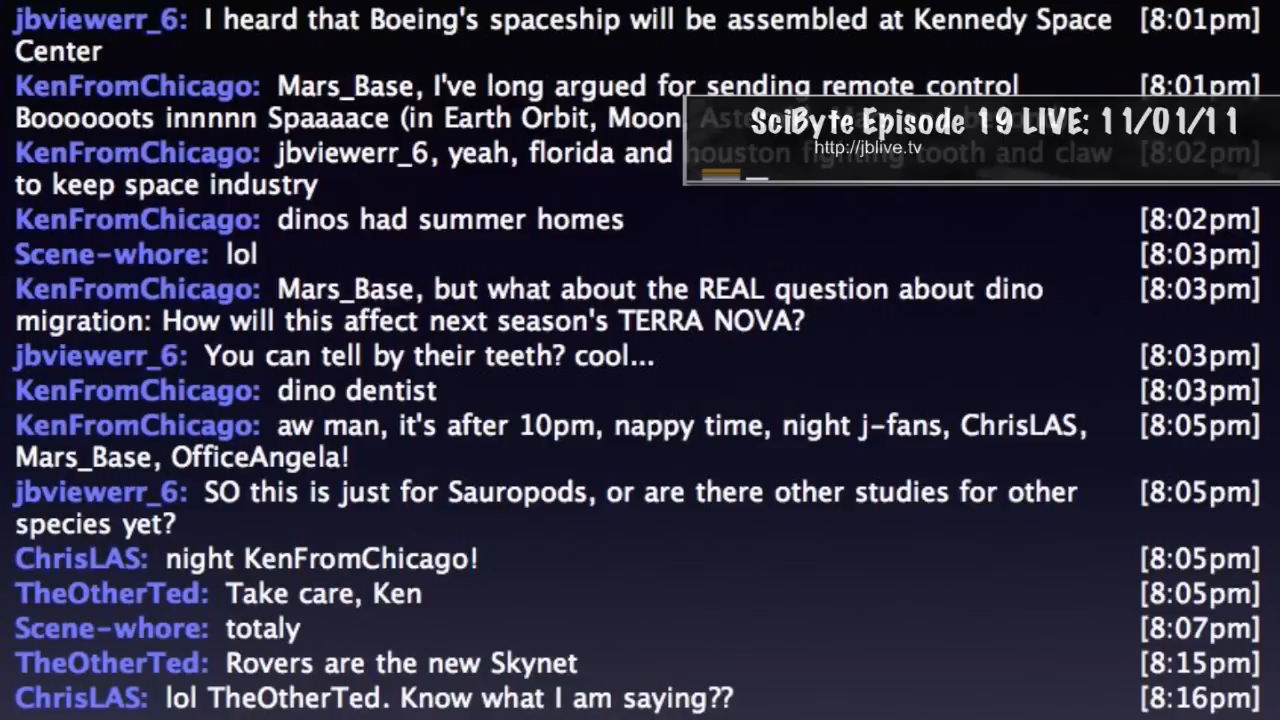 jbviewerr_6: I heard that Boeing's spaceship will be assembled at Kennedy Space [8:01pm]
Center
KenFromChicago: Mars_Base, I've long argued for sending remote control [8:01pm]
Boooooots innnnn Spaaaace (in Earth Orbit, Moon,
SciByte Episode 19 LIVE: 11/01/11
http://jblive.tv
KenFromChicago: jbviewerr_6, yeah, florida and houston fighting tooth and claw [8:02pm]
to keep space industry
KenFromChicago: dinos had summer homes [8:02pm]
Scene-whore: lol [8:03pm]
KenFromChicago: Mars_Base, but what about the REAL question about dino [8:03pm]
migration: How will this affect next season's TERRA NOVA?
jbviewerr_6: You can tell by their teeth? cool... [8:03pm]
KenFromChicago: dino dentist [8:03pm]
KenFromChicago: aw man, it's after 10pm, nappy time, night j-fans, ChrisLAS, [8:05pm]
Mars_Base, OfficeAngela!
jbviewerr_6: SO this is just for Sauropods, or are there other studies for other [8:05pm]
species yet?
ChrisLAS: night KenFromChicago! [8:05pm]
TheOtherTed: Take care, Ken [8:05pm]
Scene-whore: totaly [8:07pm]
TheOtherTed: Rovers are the new Skynet [8:15pm]
ChrisLAS: lol TheOtherTed. Know what I am saying?? [8:16pm]